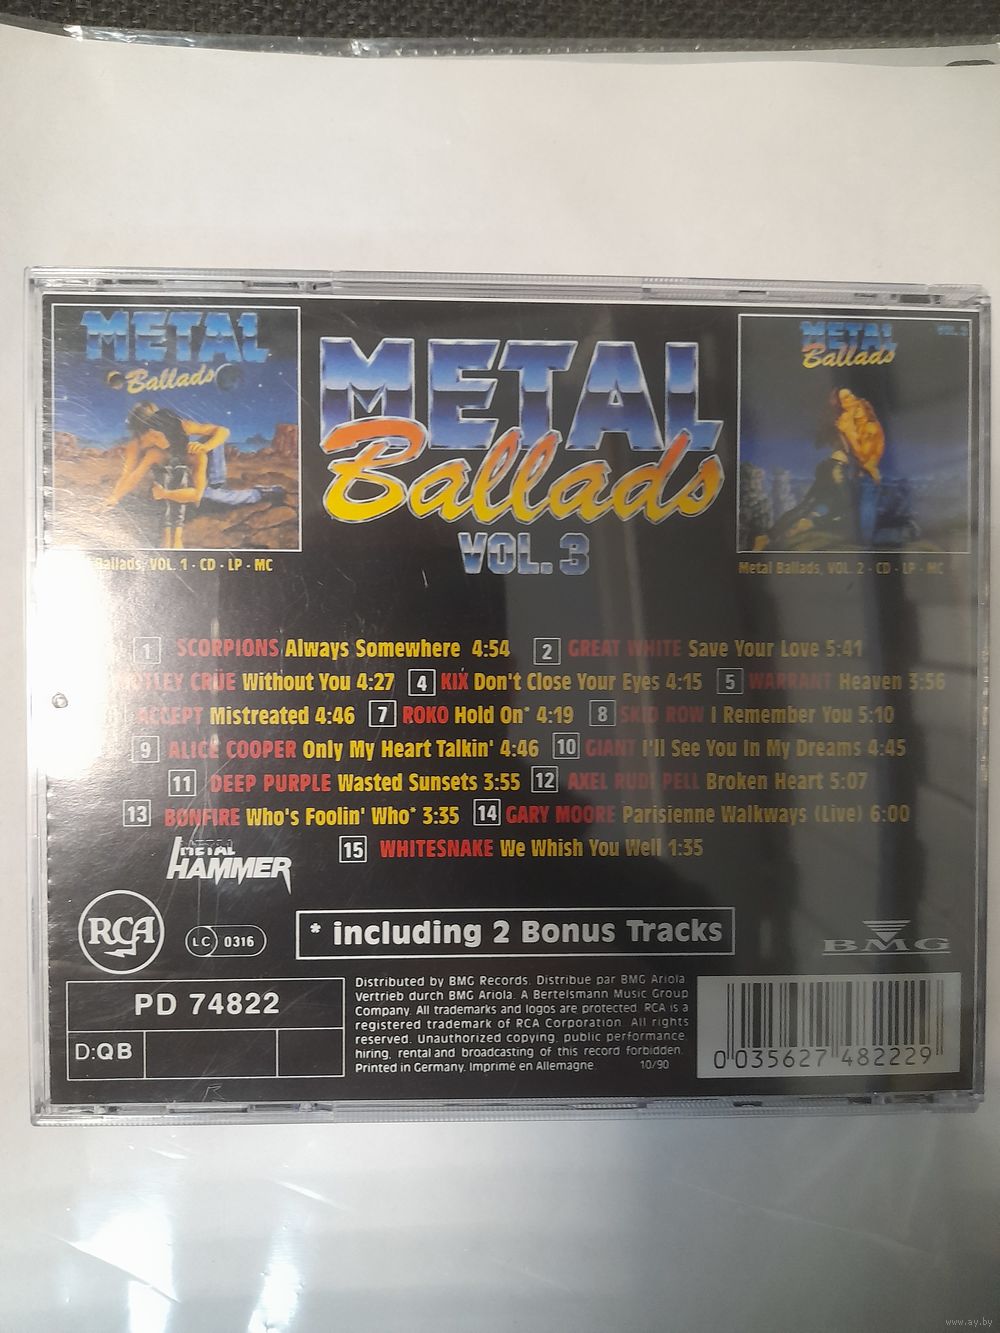 METAL
Ballads
METAL
Ballads
VOL. 3
METAL
Ballads
VOL. 2
Ballads, VOL. 1 - CD - LP - MC
Metal Ballads, VOL. 2 - CD - LP - MC
1 SCORPIONS Always Somewhere 4:54 2 GREAT WHITE Save Your Love 5:41
MÖTLEY CRÜE Without You 4:27 4 KIX Don't Close Your Eyes 4:15 5 WARRANT Heaven 3:56
ACCEPT Mistreated 4:46 7 ROKO Hold On* 4:19 8 SKID ROW I Remember You 5:10
9 ALICE COOPER Only My Heart Talkin' 4:46 10 GIANT I'll See You In My Dreams 4:45
11 DEEP PURPLE Wasted Sunsets 3:55 12 AXEL RUDI PELL Broken Heart 5:07
13 BONFIRE Who's Foolin' Who* 3:35 14 GARY MOORE Parisienne Walkways (Live) 6:00
15 WHITESNAKE We Whish You Well 1:35
METAL
HAMMER
RCA
LC 0316
* including 2 Bonus Tracks
BMG
PD 74822
D:QB
Distributed by BMG Records. Distribue par BMG Ariola
Vertrieb durch BMG Ariola. A Bertelsmann Music Group
Company. All trademarks and logos are protected. RCA is a
registered trademark of RCA Corporation. All rights
reserved. Unauthorized copying, public performance,
hiring, rental and broadcasting of this record forbidden.
Printed in Germany. Imprimé en Allemagne. 10/90
0 035627 482229
www.ay.by